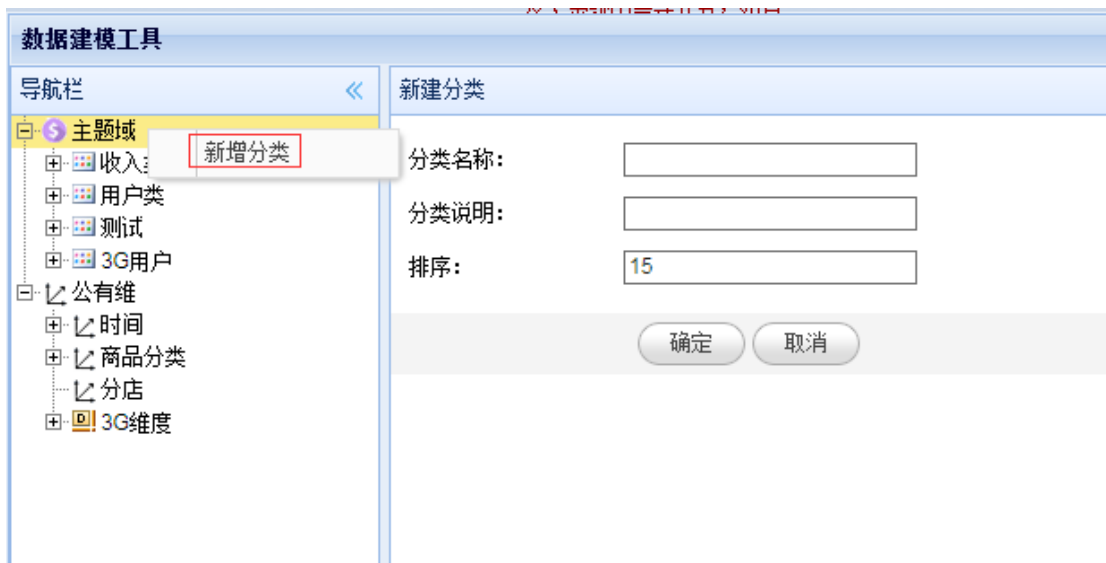 数据建模工具
导航栏
主题域
新增分类
收入
用户类
测试
3G用户
公有维
时间
商品分类
分店
3G维度
新建分类
分类名称：
分类说明：
排序： 15
确定 取消